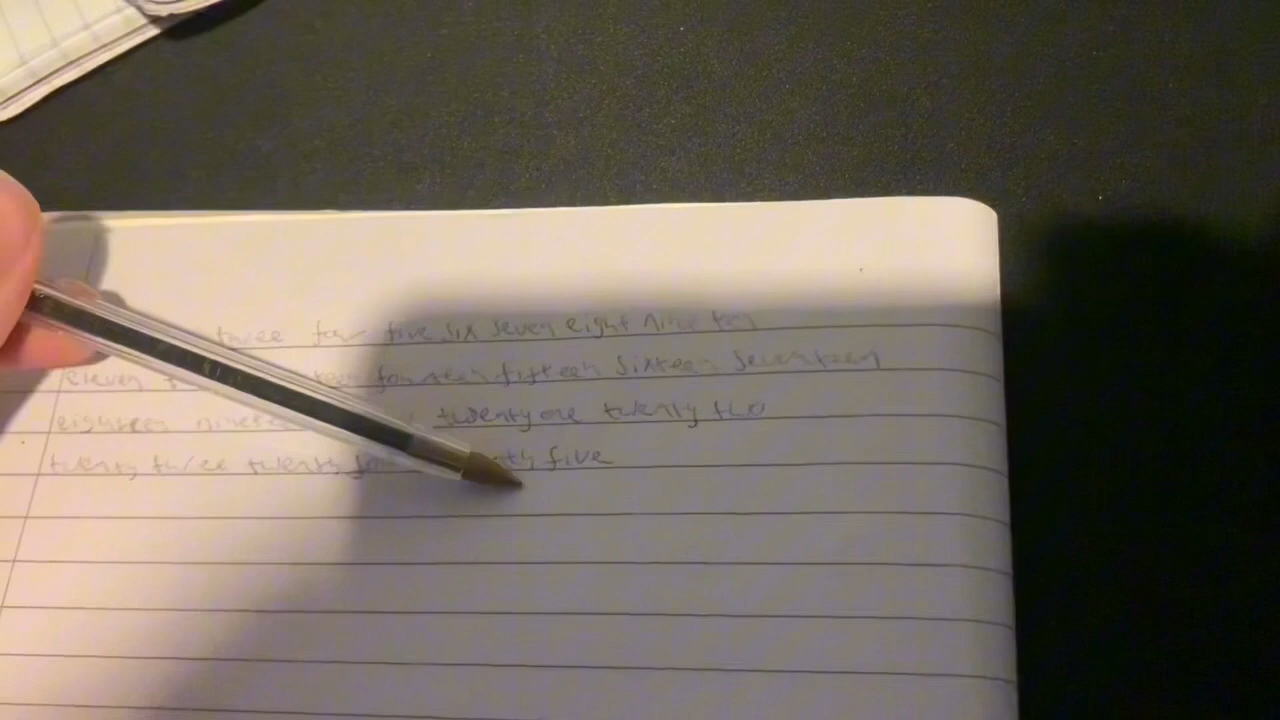 three four five six seven eight nine ten
eleven fourteen fifteen sixteen seventeen
eighteen twenty one twenty two
twenty three twenty five